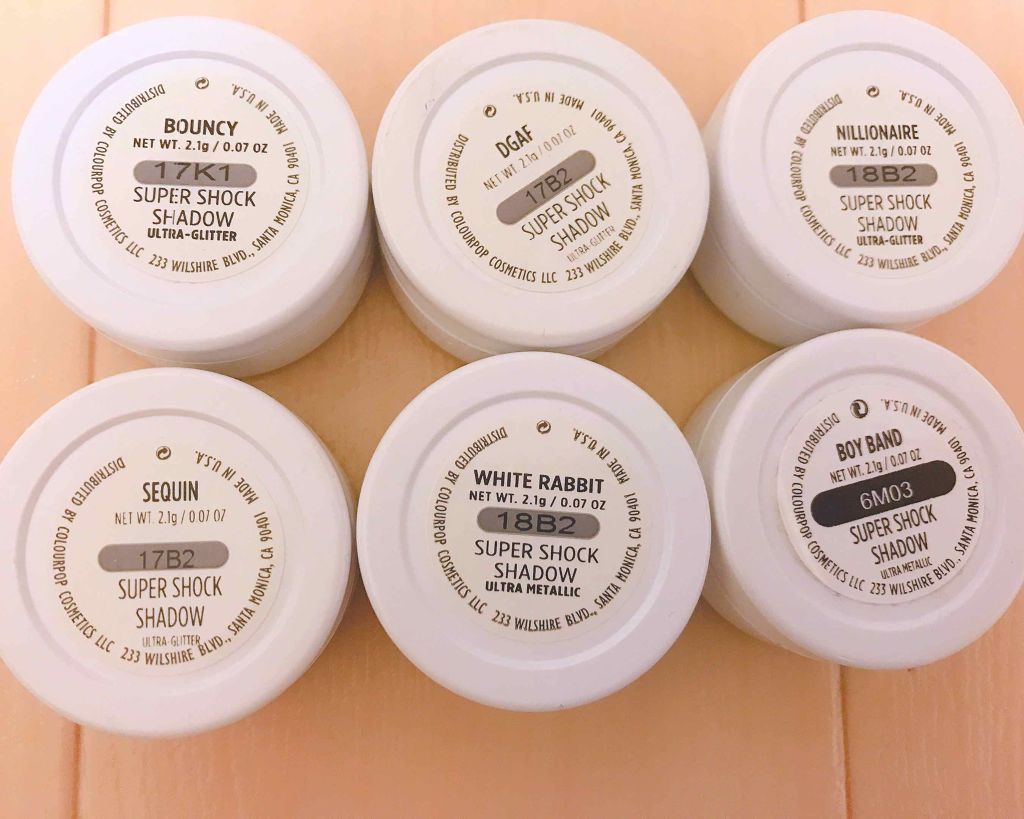 BOUNCY
NET WT. 2.1g / 0.07 OZ
17K1
SUPER SHOCK
SHADOW
ULTRA-GLITTER
DISTRIBUTED BY COLOURPOP COSMETICS LLC 233 WILSHIRE BLVD., SANTA MONICA, CA 90401 MADE IN U.S.A.
DGAF
NET WT. 2.1g / 0.07 OZ
17B2
SUPER SHOCK
SHADOW
ULTRA-GLITTER
DISTRIBUTED BY COLOURPOP COSMETICS LLC 233 WILSHIRE BLVD., SANTA MONICA, CA 90401 MADE IN U.S.A.
NILLIONAIRE
NET WT. 2.1g / 0.07 OZ
18B2
SUPER SHOCK
SHADOW
ULTRA-GLITTER
DISTRIBUTED BY COLOURPOP COSMETICS LLC 233 WILSHIRE BLVD., SANTA MONICA, CA 90401 MADE IN U.S.A.
SEQUIN
NET WT. 2.1g / 0.07 OZ
17B2
SUPER SHOCK
SHADOW
ULTRA-GLITTER
DISTRIBUTED BY COLOURPOP COSMETICS LLC 233 WILSHIRE BLVD., SANTA MONICA, CA 90401 MADE IN U.S.A.
WHITE RABBIT
NET WT. 2.1g / 0.07 OZ
18B2
SUPER SHOCK
SHADOW
ULTRA METALLIC
DISTRIBUTED BY COLOURPOP COSMETICS LLC 233 WILSHIRE BLVD., SANTA MONICA, CA 90401 MADE IN U.S.A.
BOY BAND
NET WT. 2.1g / 0.07 OZ
6M03
SUPER SHOCK
SHADOW
ULTRA METALLIC
DISTRIBUTED BY COLOURPOP COSMETICS LLC 233 WILSHIRE BLVD., SANTA MONICA, CA 90401 MADE IN U.S.A.